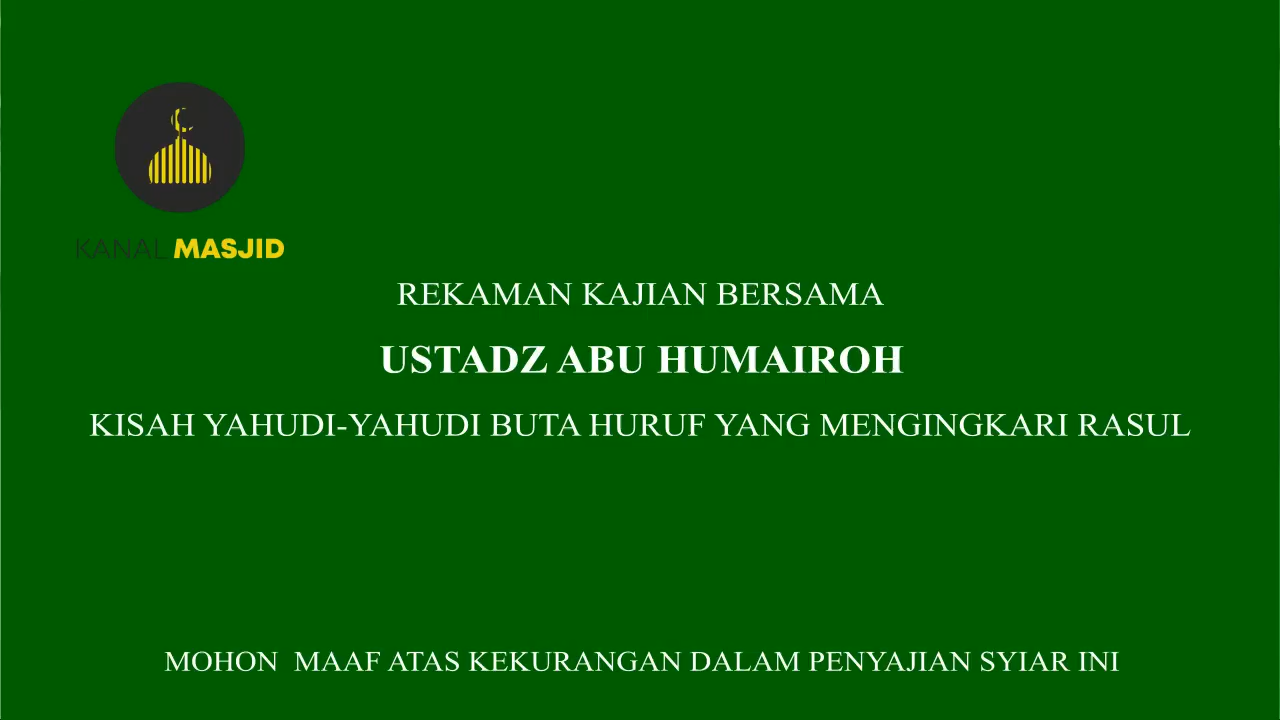 KANAL MASJID
REKAMAN KAJIAN BERSAMA
USTADZ ABU HUMAIROH
KISAH YAHUDI-YAHUDI BUTA HURUF YANG MENGINGKARI RASUL
MOHON MAAF ATAS KEKURANGAN DALAM PENYAJIAN SYIAR INI